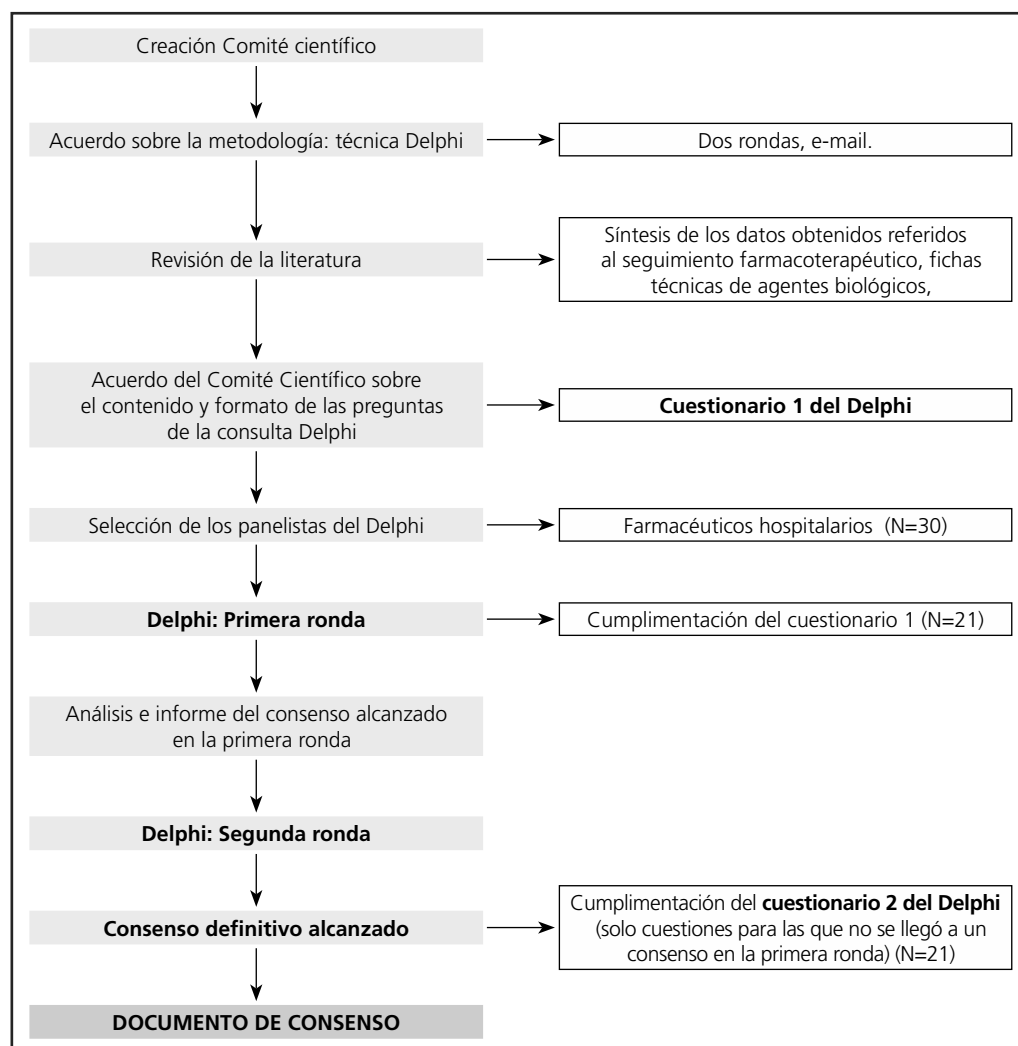 Creación Comité científico
Acuerdo sobre la metodología: técnica Delphi
Dos rondas, e-mail.
Revisión de la literatura
Síntesis de los datos obtenidos referidos
al seguimiento farmacoterapéutico, fichas
técnicas de agentes biológicos,
Acuerdo del Comité Científico sobre
el contenido y formato de las preguntas
de la consulta Delphi
Cuestionario 1 del Delphi
Selección de los panelistas del Delphi
Farmacéuticos hospitalarios (N=30)
Delphi: Primera ronda
Cumplimentación del cuestionario 1 (N=21)
Análisis e informe del consenso alcanzado
en la primera ronda
Delphi: Segunda ronda
Consenso definitivo alcanzado
Cumplimentación del cuestionario 2 del Delphi
(solo cuestiones para las que no se llegó a un
consenso en la primera ronda) (N=21)
DOCUMENTO DE CONSENSO